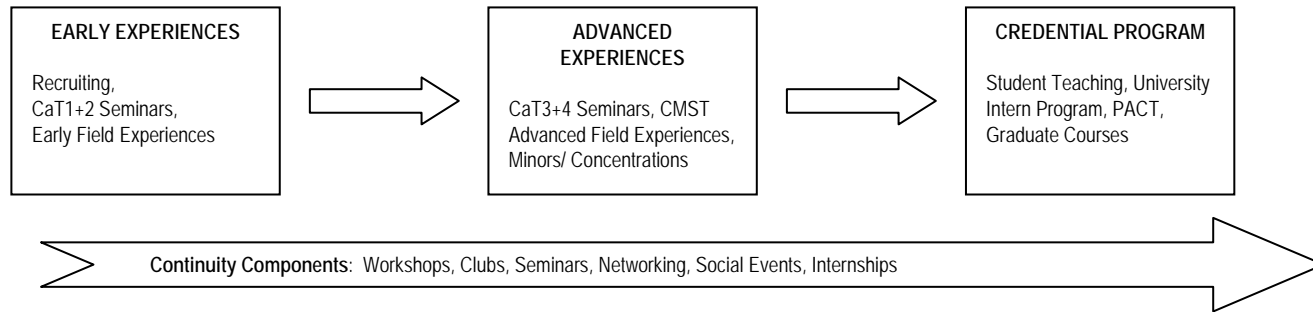 EARLY EXPERIENCES
Recruiting,
CaT1+2 Seminars,
Early Field Experiences
ADVANCED
EXPERIENCES
CaT3+4 Seminars, CMST
Advanced Field Experiences,
Minors/ Concentrations
CREDENTIAL PROGRAM
Student Teaching, University
Intern Program, PACT,
Graduate Courses
Continuity Components: Workshops, Clubs, Seminars, Networking, Social Events, Internships